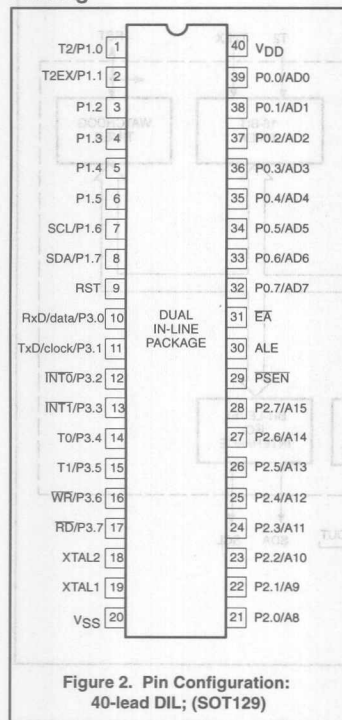 T2/P1.0 1 40 VDD
T2EX/P1.1 2 39 P0.0/AD0
P1.2 3 38 P0.1/AD1
P1.3 4 37 P0.2/AD2
P1.4 5 36 P0.3/AD3
P1.5 6 35 P0.4/AD4
SCL/P1.6 7 34 P0.5/AD5
SDA/P1.7 8 33 P0.6/AD6
RST 9 32 P0.7/AD7
RxD/data/P3.0 10 31 E̅A̅
TxD/clock/P3.1 11 30 ALE
I̅N̅T̅0̅/P3.2 12 29 P̅S̅E̅N̅
I̅N̅T̅1̅/P3.3 13 28 P2.7/A15
T0/P3.4 14 27 P2.6/A14
T1/P3.5 15 26 P2.5/A13
W̅R̅/P3.6 16 25 P2.4/A12
R̅D̅/P3.7 17 24 P2.3/A11
XTAL2 18 23 P2.2/A10
XTAL1 19 22 P2.1/A9
VSS 20 21 P2.0/A8
DUAL
IN-LINE
PACKAGE
Figure 2. Pin Configuration:
40-lead DIL; (SOT129)